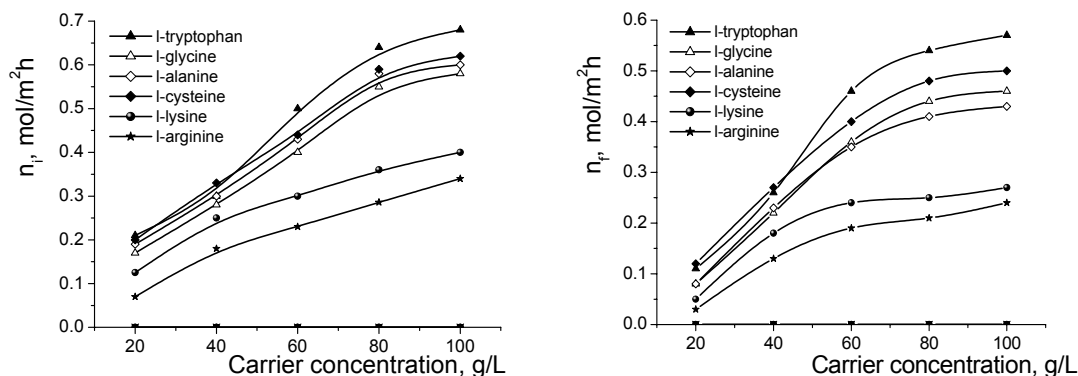 0.7
0.6
0.5
0.4
0.3
0.2
0.1
0.0
n_i, mol/m²h
l-tryptophan
l-glycine
l-alanine
l-cysteine
l-lysine
l-arginine
20 40 60 80 100
Carrier concentration, g/L
0.6
0.5
0.4
0.3
0.2
0.1
0.0
n_f, mol/m²h
l-tryptophan
l-glycine
l-alanine
l-cysteine
l-lysine
l-arginine
20 40 60 80 100
Carrier concentration, g/L